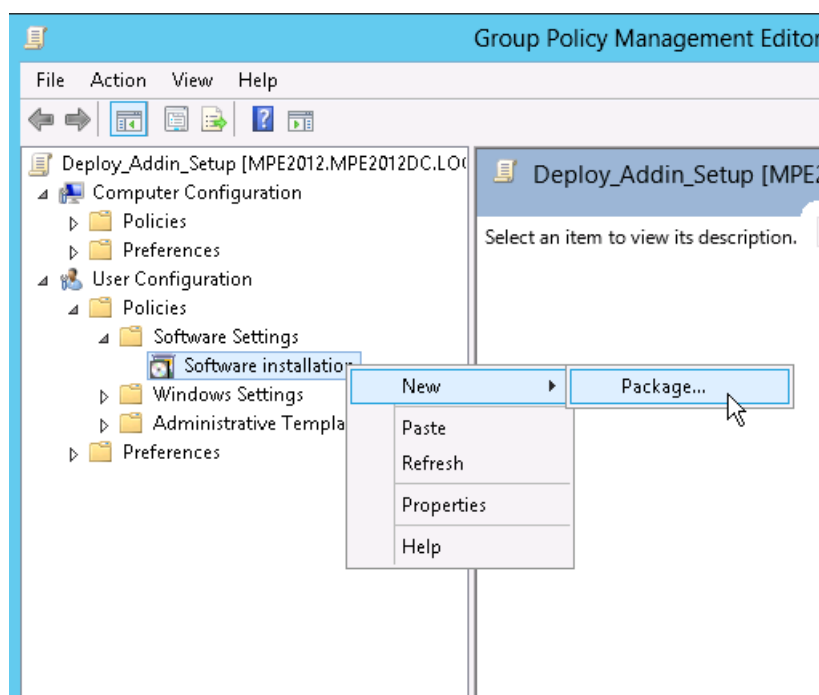 Group Policy Management Editor
File Action View Help
Deploy_Addin_Setup [MPE2012.MPE2012DC.LO
Deploy_Addin_Setup [MPE
Computer Configuration
Policies
Select an item to view its description.
Preferences
User Configuration
Policies
Software Settings
Software installation
New
Package...
Windows Settings
Administrative Templa
Paste
Preferences
Refresh
Properties
Help